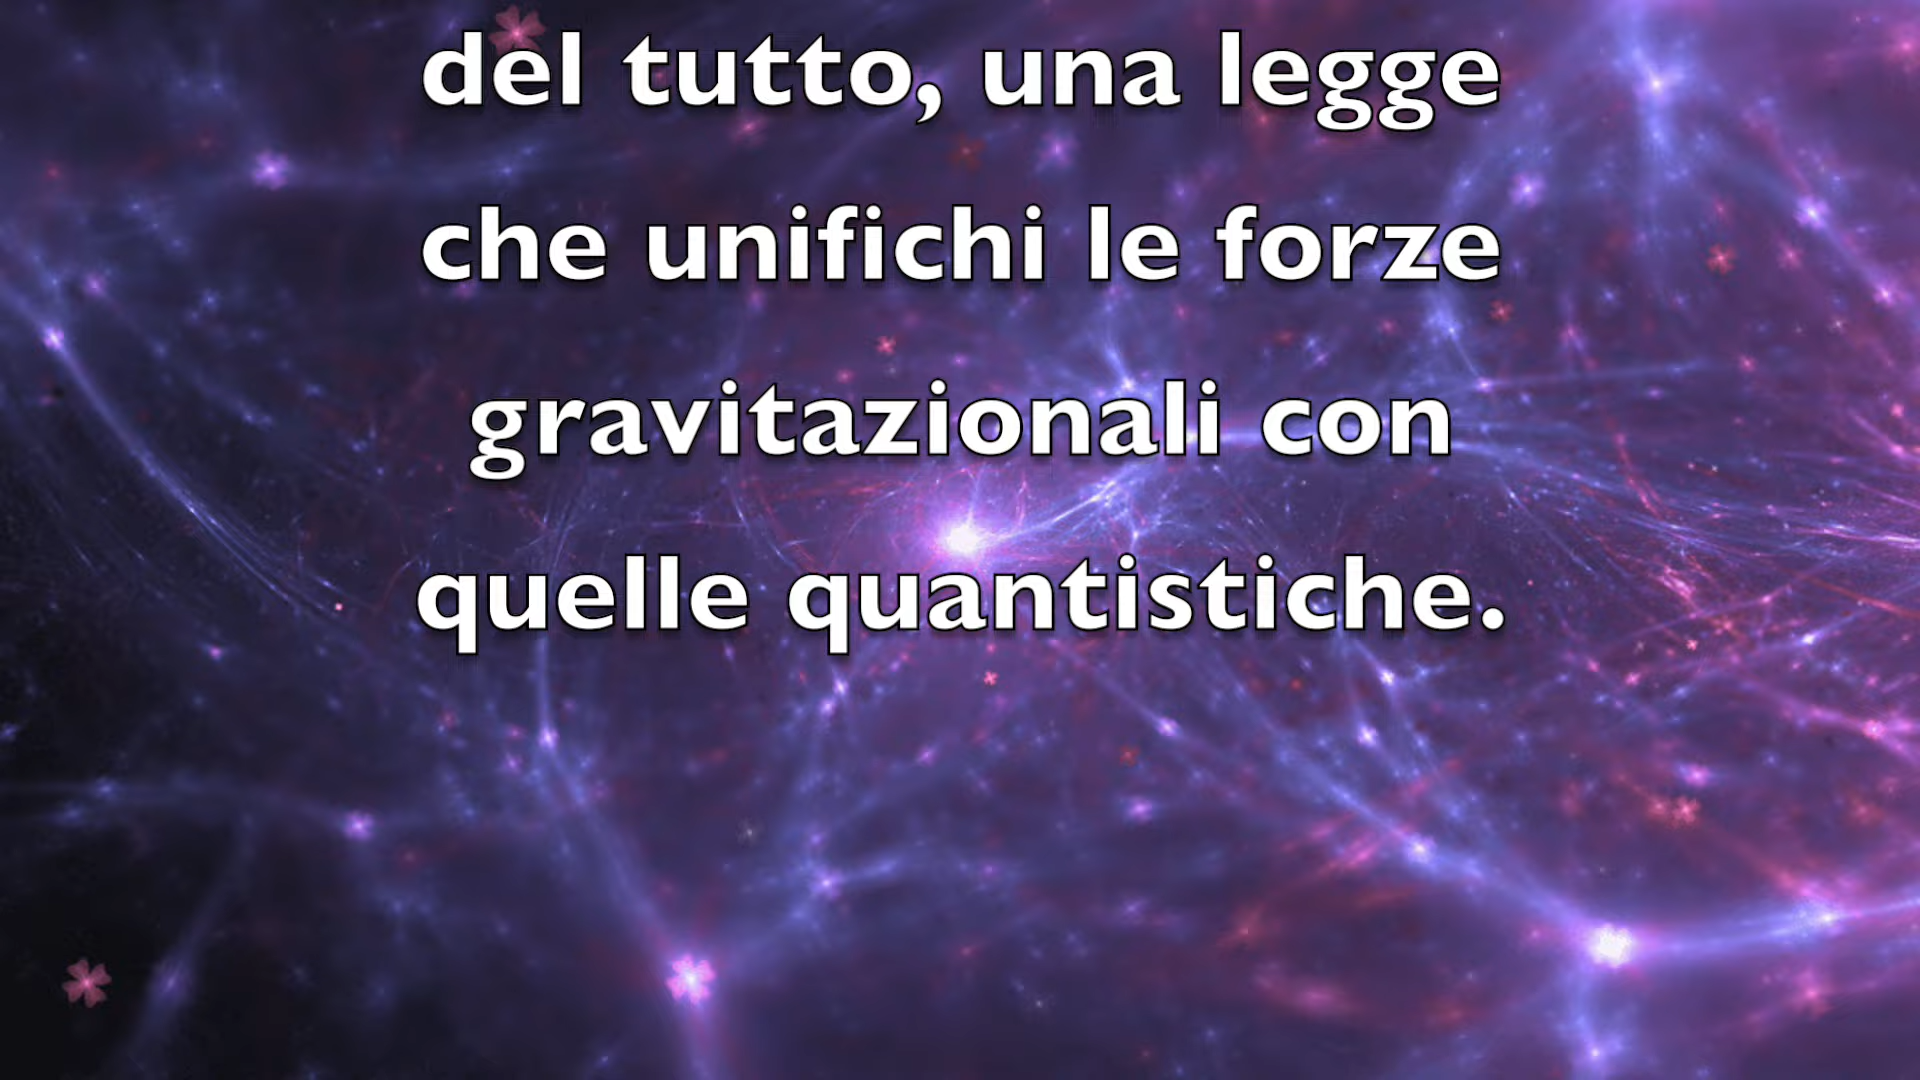 del tutto, una legge
che unifichi le forze
gravitazionali con
quelle quantistiche.